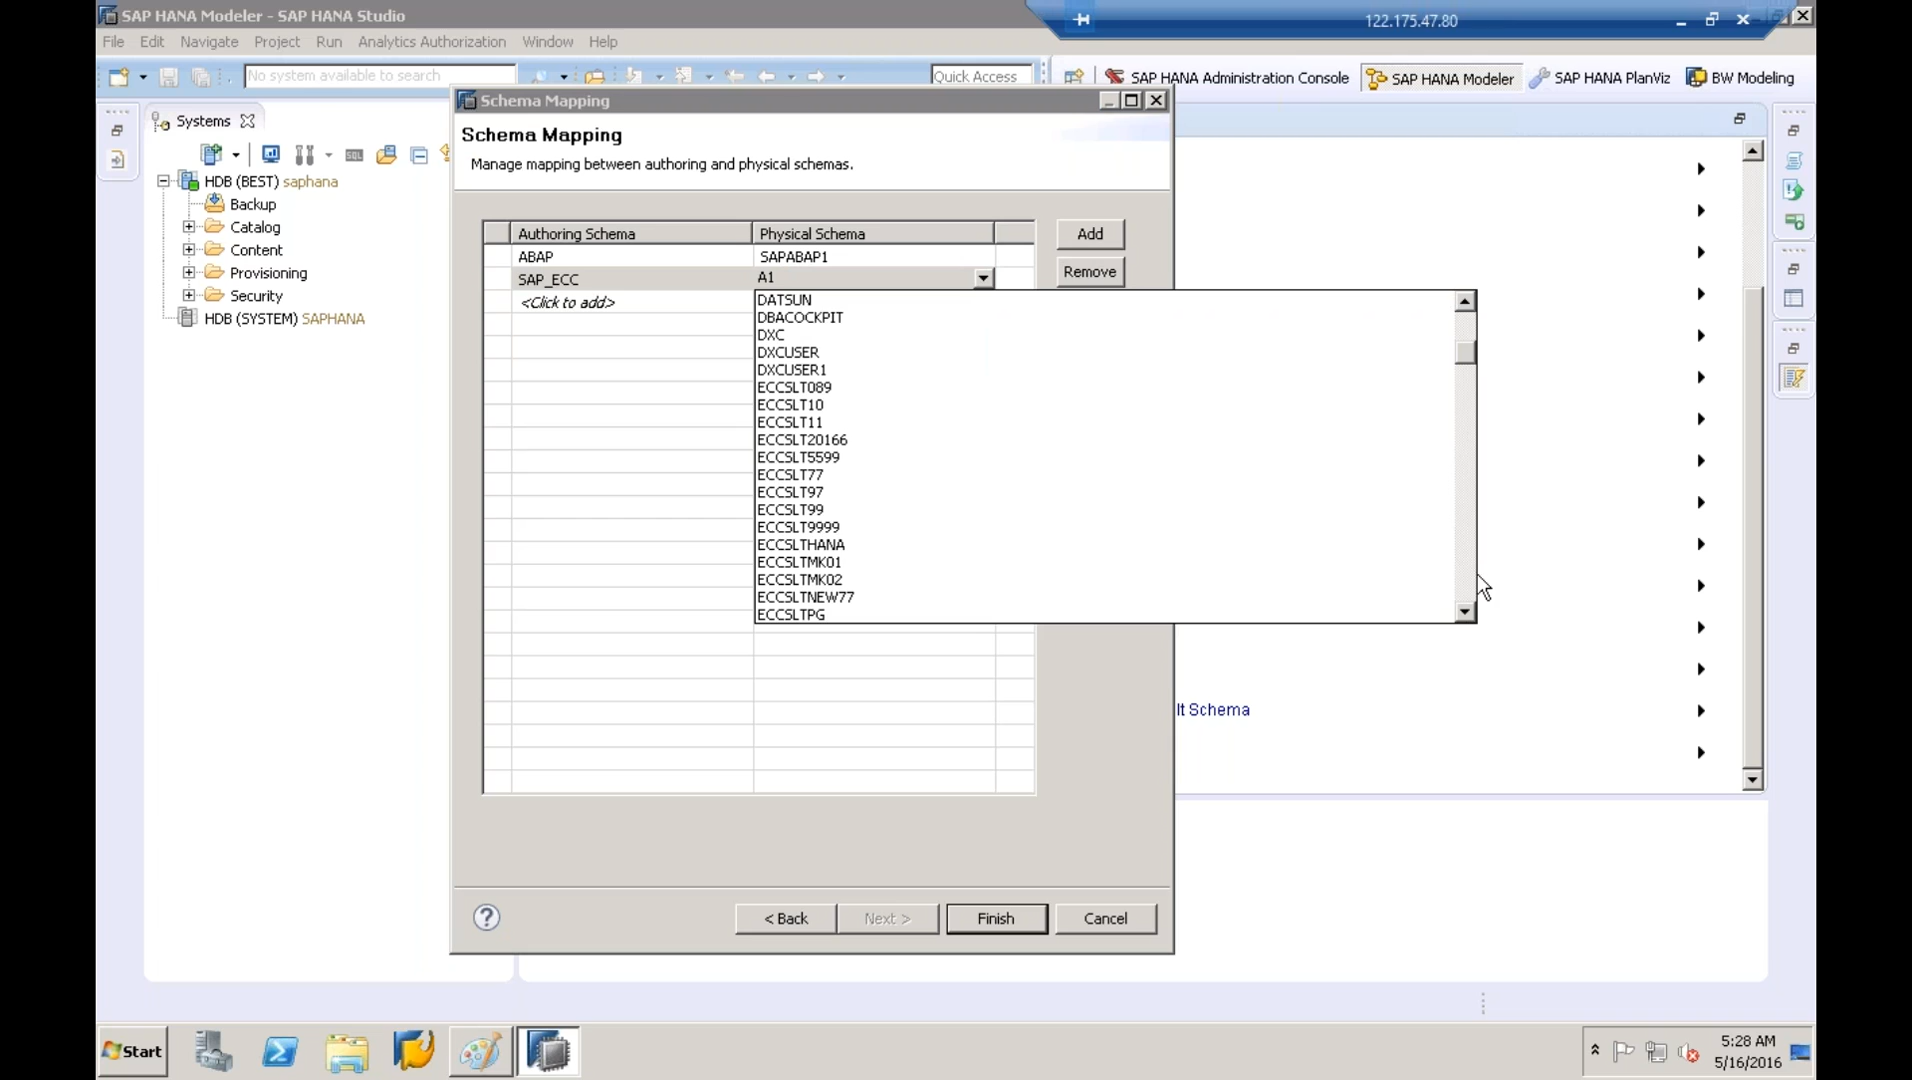 SAP HANA Modeler - SAP HANA Studio
122.175.47.80
File Edit Navigate Project Run Analytics Authorization Window Help
No system available to search
Quick Access
SAP HANA Administration Console
SAP HANA Modeler
SAP HANA PlanViz
BW Modeling
Systems
SQL
HDB (BEST) saphana
Backup
Catalog
Content
Provisioning
Security
HDB (SYSTEM) SAPHANA
Schema Mapping
Schema Mapping
Manage mapping between authoring and physical schemas.
Authoring Schema Physical Schema
ABAP SAPABAP1
SAP_ECC A1
<Click to add>
Add
Remove
DATSUN
DBACOCKPIT
DXC
DXCUSER
DXCUSER1
ECCSLT089
ECCSLT10
ECCSLT11
ECCSLT20166
ECCSLT5599
ECCSLT77
ECCSLT97
ECCSLT99
ECCSLT9999
ECCSLTHANA
ECCSLTMK01
ECCSLTMK02
ECCSLTNEW77
ECCSLTPG
lt Schema
< Back Next > Finish Cancel
Start
5:28 AM
5/16/2016